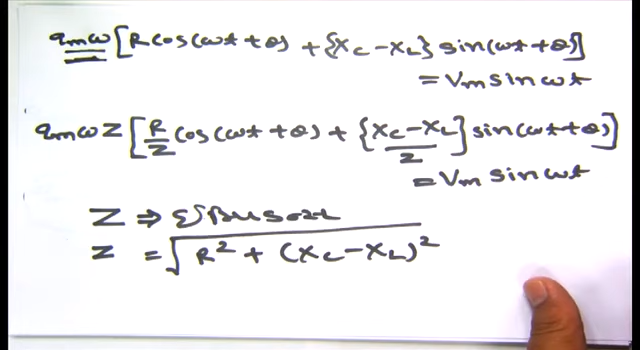 qmω[R cos(ωt+θ) + {Xc-XL} sin(ωt+θ)]
= Vm sin ωt
qmωZ[R/Z cos(ωt+θ) + {Xc-XL}/Z sin(ωt+θ)]
= Vm sin ωt
Z ⇒
Z = √R² + (Xc-XL)²